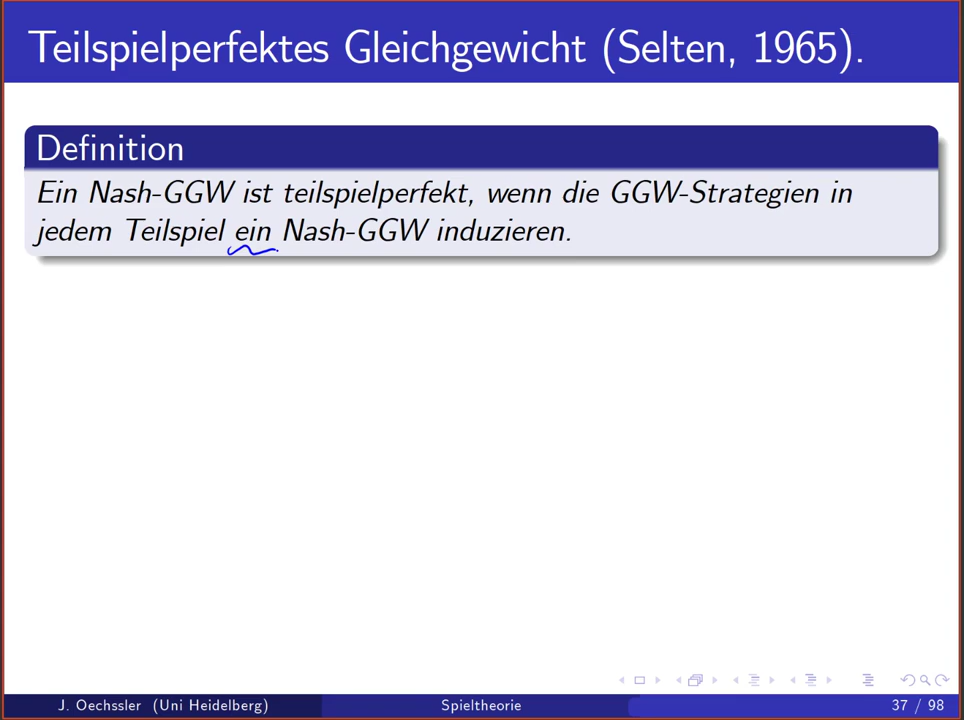 Teilspielperfektes Gleichgewicht (Selten, 1965).
Definition
Ein Nash-GGW ist teilspielperfekt, wenn die GGW-Strategien in
jedem Teilspiel ein Nash-GGW induzieren.
J. Oechssler (Uni Heidelberg) Spieltheorie 37 / 98